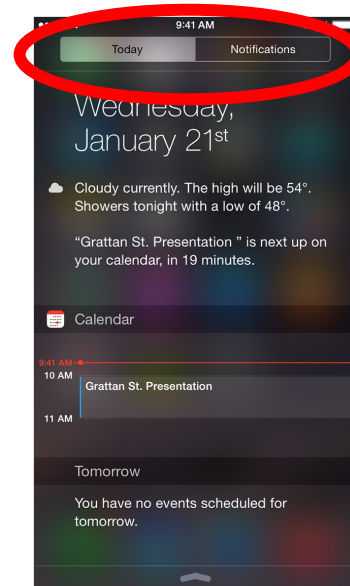 9:41 AM
Today Notifications
Wednesday,
January 21st
Cloudy currently. The high will be 54°.
Showers tonight with a low of 48°.
“Grattan St. Presentation ” is next up on
your calendar, in 19 minutes.
Calendar
9:41 AM
10 AM
Grattan St. Presentation
11 AM
Tomorrow
You have no events scheduled for
tomorrow.